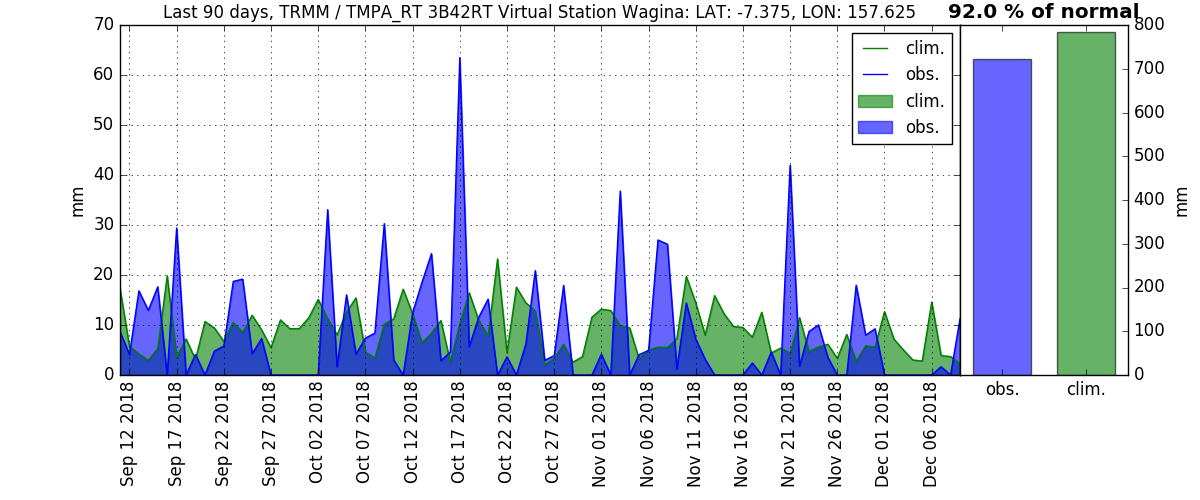 Last 90 days, TRMM / TMPA_RT 3B42RT Virtual Station Wagina: LAT: -7.375, LON: 157.625
92.0 % of normal
70
60
50
40
30
20
10
0
mm
clim.
obs.
clim.
obs.
Sep 12 2018
Sep 17 2018
Sep 22 2018
Sep 27 2018
Oct 02 2018
Oct 07 2018
Oct 12 2018
Oct 17 2018
Oct 22 2018
Oct 27 2018
Nov 01 2018
Nov 06 2018
Nov 11 2018
Nov 16 2018
Nov 21 2018
Nov 26 2018
Dec 01 2018
Dec 06 2018
800
700
600
500
400
300
200
100
0
mm
obs.
clim.